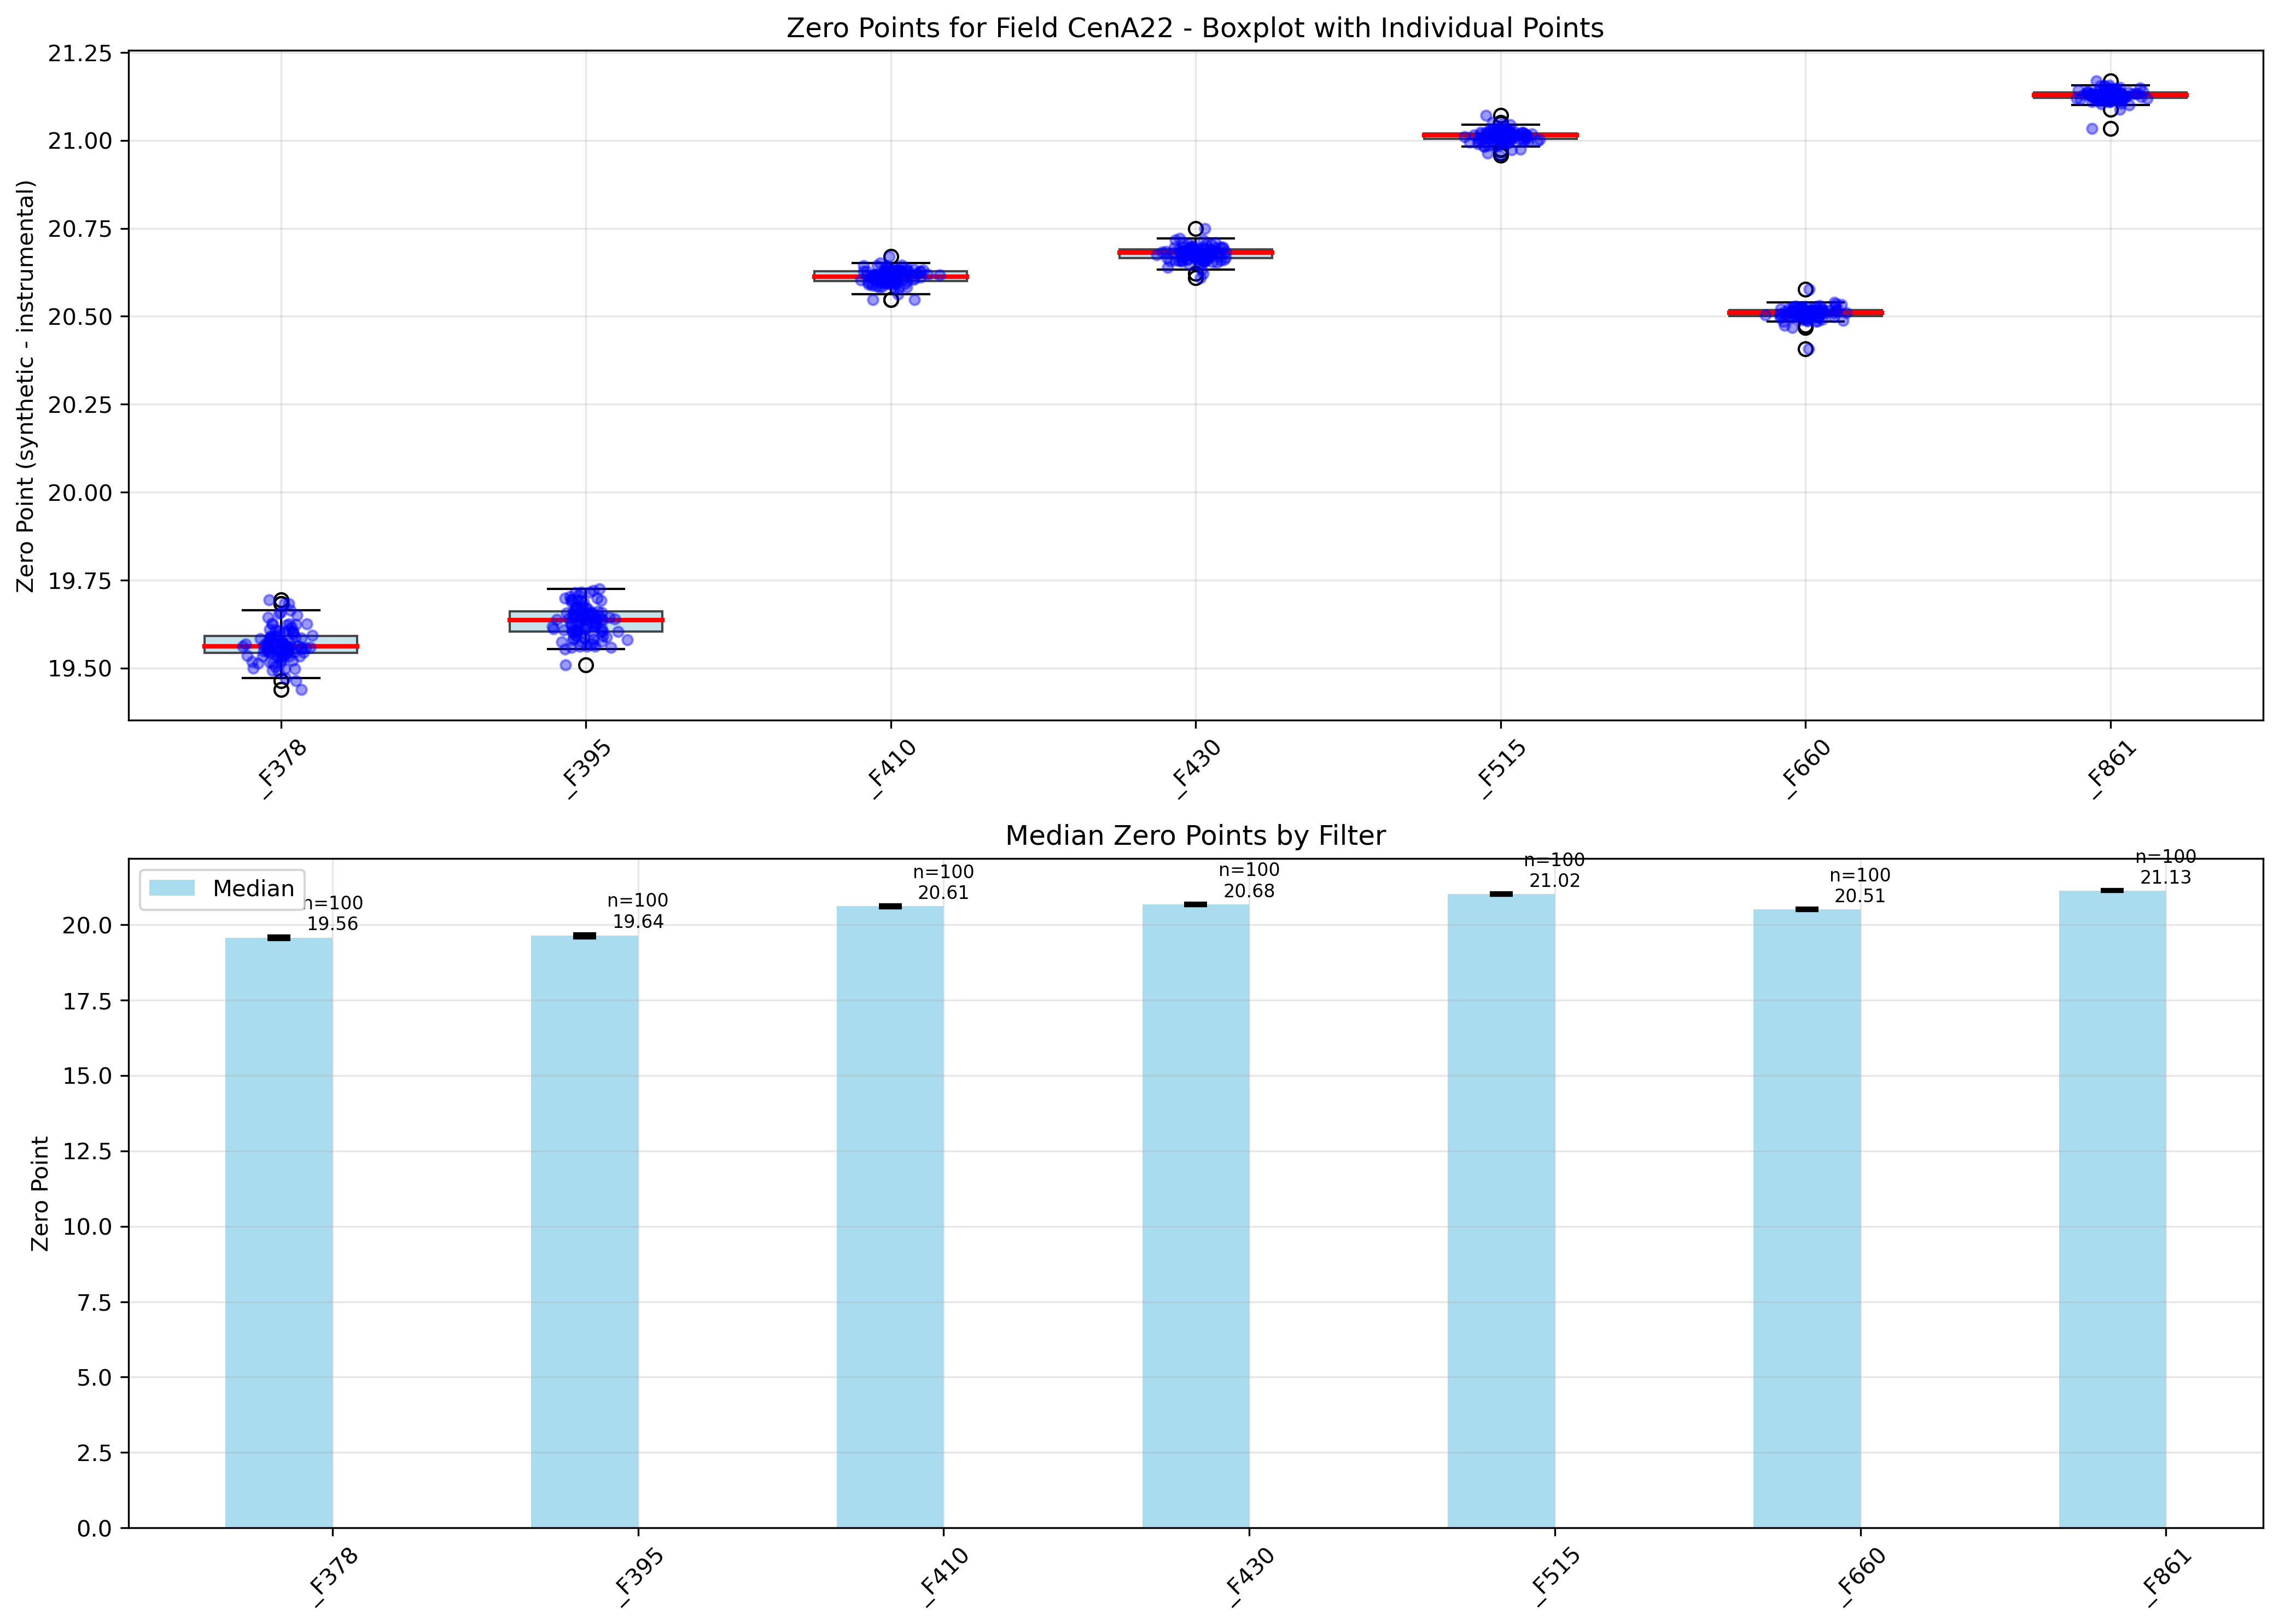 Zero Points for Field CenA22 - Boxplot with Individual Points
Zero Point (synthetic - instrumental)
21.25
21.00
20.75
20.50
20.25
20.00
19.75
19.50
_F378
_F395
_F410
_F430
_F515
_F660
_F861
Median Zero Points by Filter
Zero Point
20.0
17.5
15.0
12.5
10.0
7.5
5.0
2.5
0.0
Median
n=100
19.56
n=100
19.64
n=100
20.61
n=100
20.68
n=100
21.02
n=100
20.51
n=100
21.13
_F378
_F395
_F410
_F430
_F515
_F660
_F861